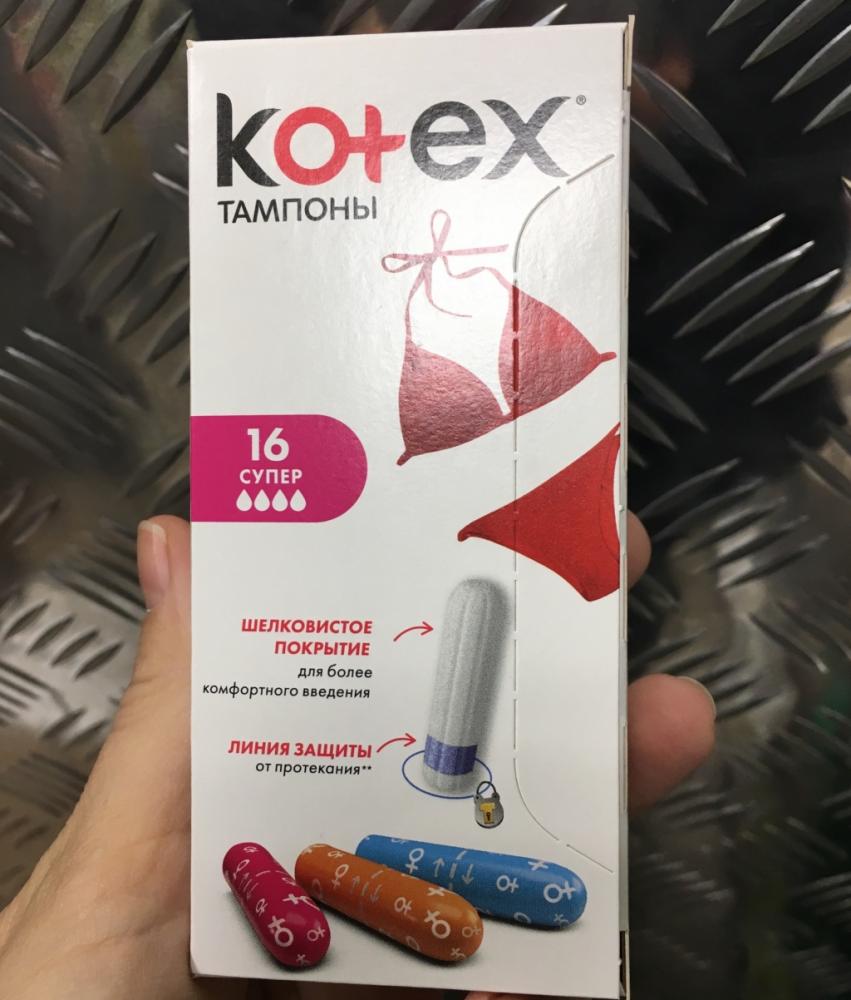 kotex®
ТАМПОНЫ
16
СУПЕР
ШЕЛКОВИСТОЕ
ПОКРЫТИЕ
для более
комфортного введения
ЛИНИЯ ЗАЩИТЫ
от протекания**